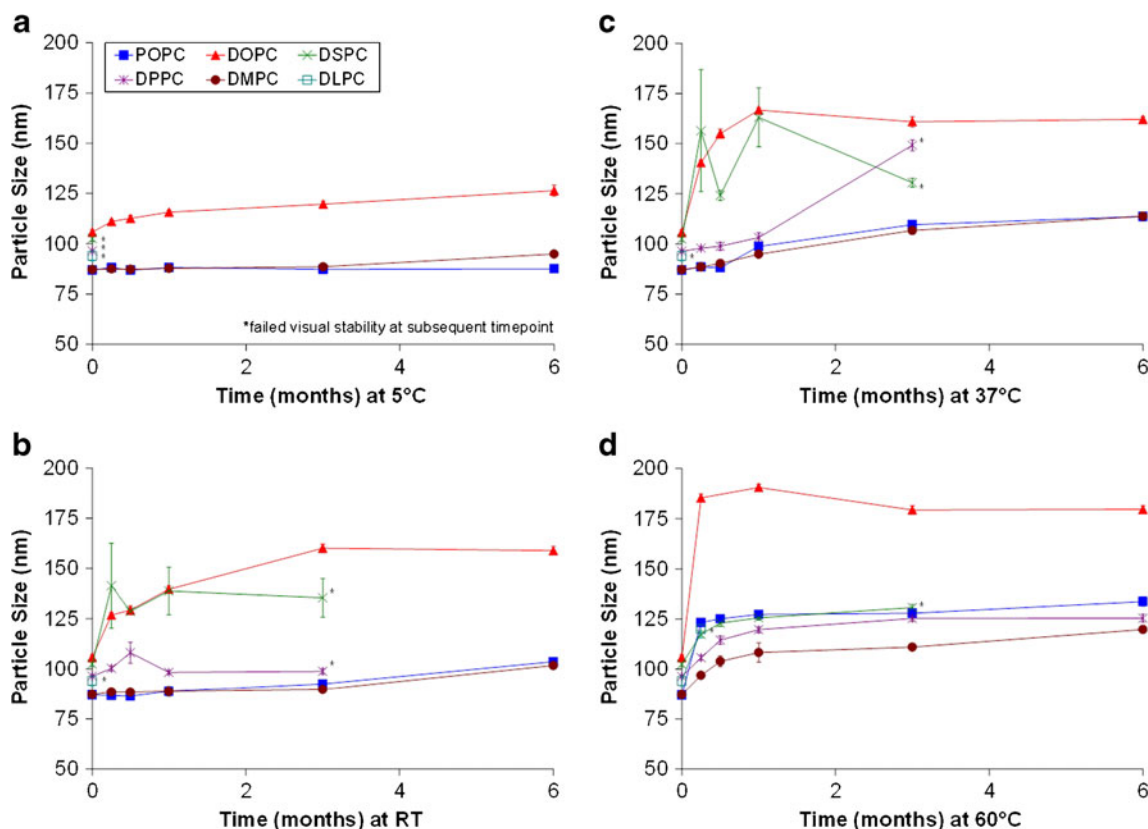 a
200
175
150
125
100
75
50
Particle Size (nm)
POPC DOPC DSPC
DPPC DMPC DLPC
*
*
*
*failed visual stability at subsequent timepoint
0 2 4 6
Time (months) at 5°C
c
200
175
150
125
100
75
50
Particle Size (nm)
*
*
*
0 2 4 6
Time (months) at 37°C
b
200
175
150
125
100
75
50
Particle Size (nm)
*
*
*
0 2 4 6
Time (months) at RT
d
200
175
150
125
100
75
50
Particle Size (nm)
*
*
0 2 4 6
Time (months) at 60°C